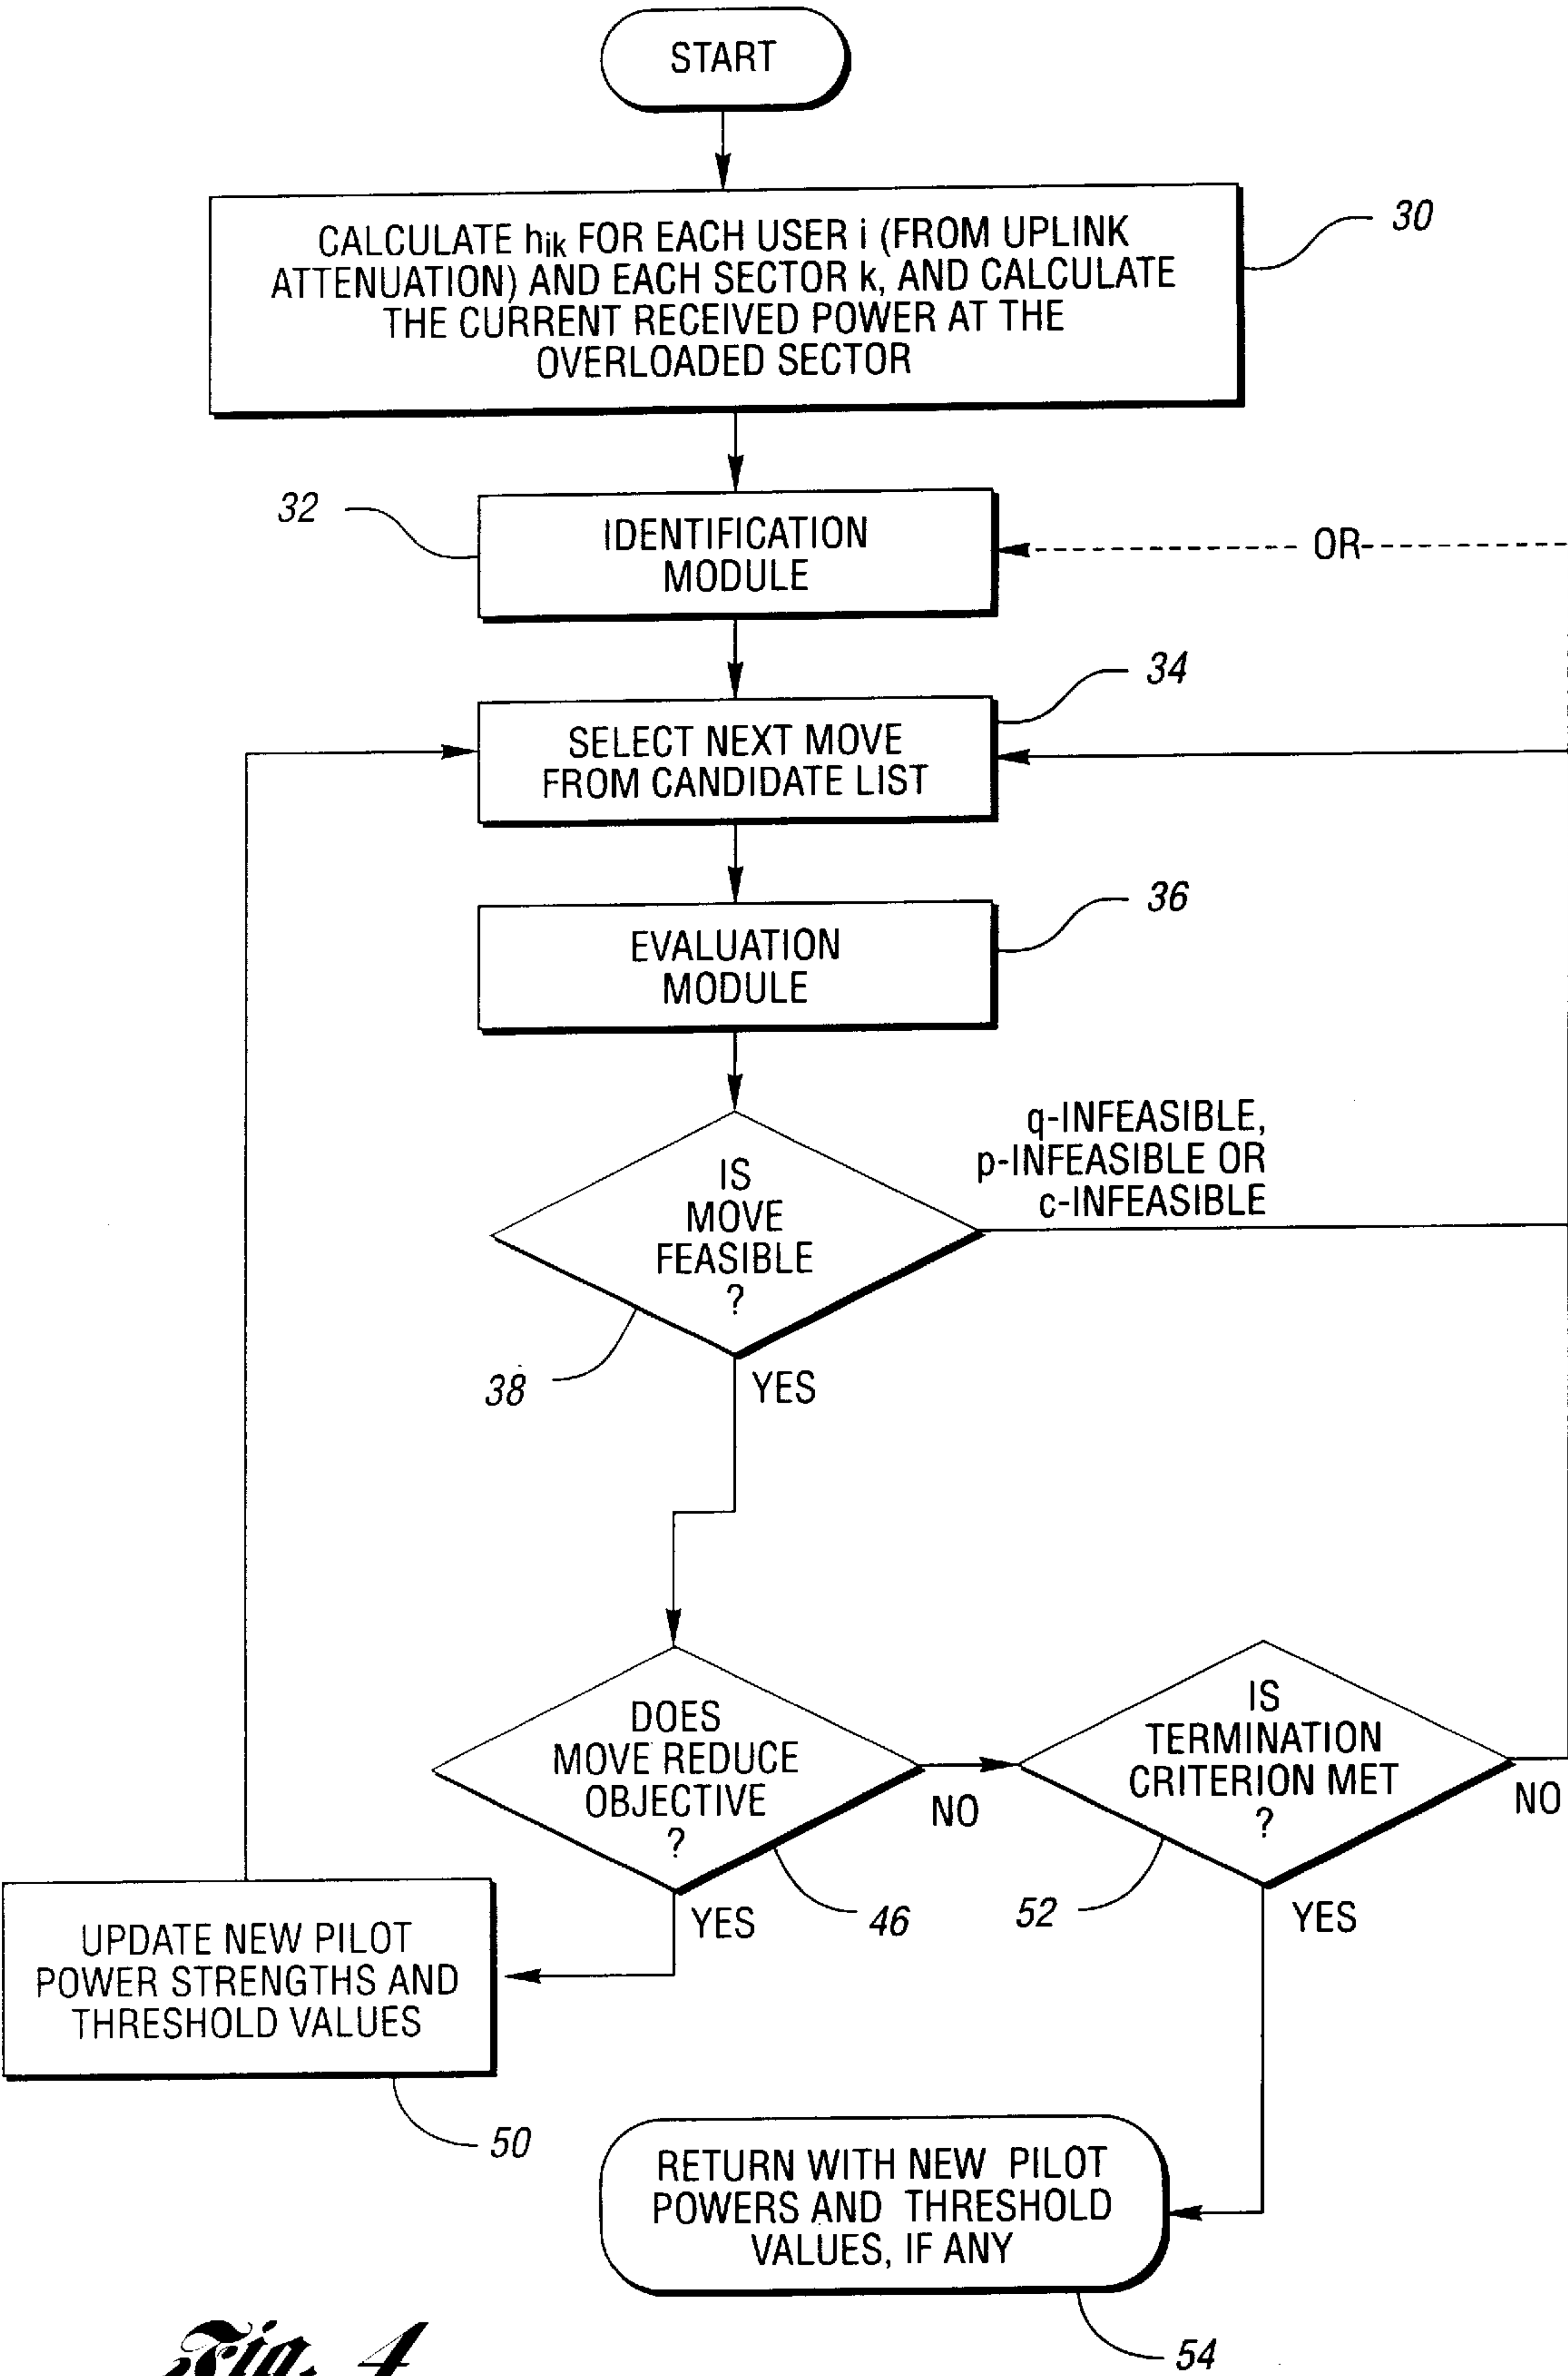 START
CALCULATE hik FOR EACH USER i (FROM UPLINK
ATTENUATION) AND EACH SECTOR k, AND CALCULATE
THE CURRENT RECEIVED POWER AT THE
OVERLOADED SECTOR
30
32
IDENTIFICATION
MODULE
OR
34
SELECT NEXT MOVE
FROM CANDIDATE LIST
36
EVALUATION
MODULE
q-INFEASIBLE,
p-INFEASIBLE OR
c-INFEASIBLE
IS
MOVE
FEASIBLE
?
38
YES
DOES
MOVE REDUCE
OBJECTIVE
?
NO
IS
TERMINATION
CRITERION MET
?
NO
YES
46
52
YES
UPDATE NEW PILOT
POWER STRENGTHS AND
THRESHOLD VALUES
50
RETURN WITH NEW PILOT
POWERS AND THRESHOLD
VALUES, IF ANY
54
Fig. 4